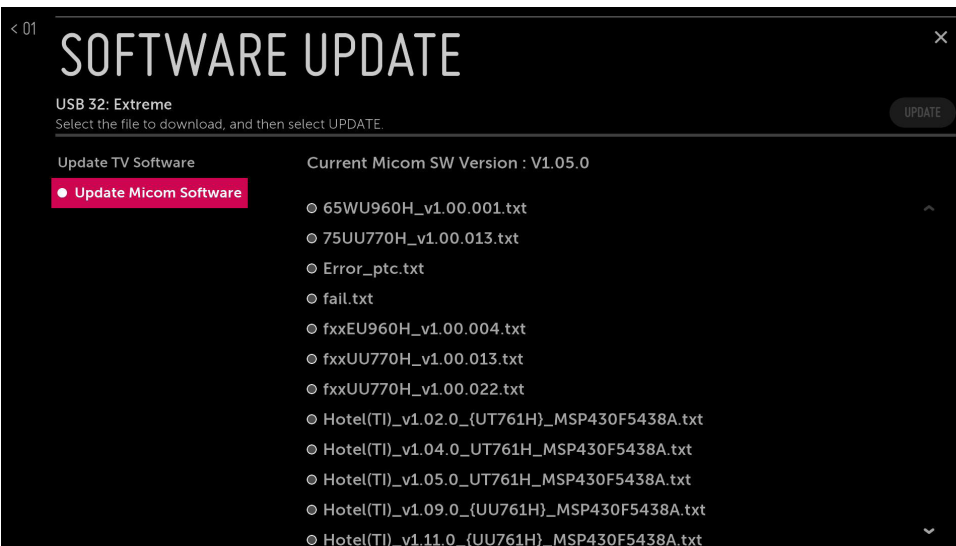 < 01
SOFTWARE UPDATE
×
USB 32: Extreme
Select the file to download, and then select UPDATE.
UPDATE
Update TV Software
Update Micom Software
Current Micom SW Version : V1.05.0
65WU960H_v1.00.001.txt
75UU770H_v1.00.013.txt
Error_ptc.txt
fail.txt
fxxEU960H_v1.00.004.txt
fxxUU770H_v1.00.013.txt
fxxUU770H_v1.00.022.txt
Hotel(TI)_v1.02.0_{UT761H}_MSP430F5438A.txt
Hotel(TI)_v1.04.0_UT761H_MSP430F5438A.txt
Hotel(TI)_v1.05.0_UT761H_MSP430F5438A.txt
Hotel(TI)_v1.09.0_{UU761H}_MSP430F5438A.txt
Hotel(TI)_v1.11.0_{UU761H}_MSP430F5438A.txt